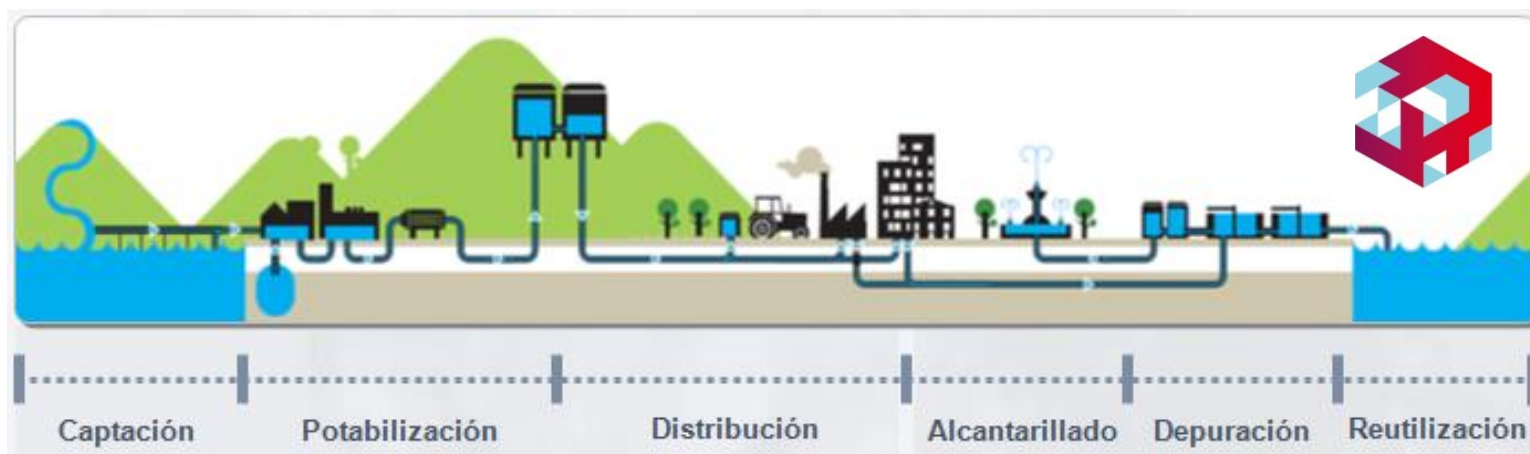 Captación
Potabilización
Distribución
Alcantarillado
Depuración
Reutilización